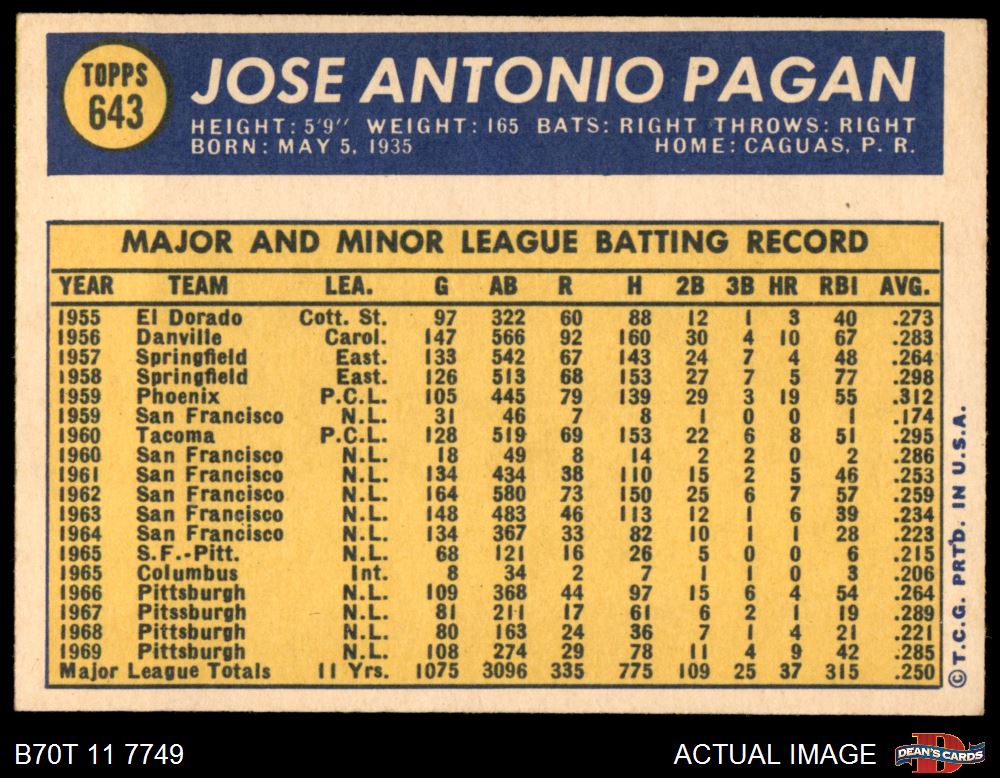 TOPPS
643
JOSE ANTONIO PAGAN
HEIGHT: 5'9" WEIGHT: 165 BATS: RIGHT THROWS: RIGHT
BORN: MAY 5, 1935 HOME: CAGUAS, P. R.
MAJOR AND MINOR LEAGUE BATTING RECORD
YEAR TEAM LEA. G AB R H 2B 3B HR RBI AVG.
1955 El Dorado Cott. St. 97 322 60 88 12 1 3 40 .273
1956 Danville Carol. 147 566 92 160 30 4 10 67 .283
1957 Springfield East. 133 542 67 143 24 7 4 48 .264
1958 Springfield East. 126 513 68 153 27 7 5 77 .298
1959 Phoenix P.C.L. 105 445 79 139 29 3 19 55 .312
1959 San Francisco N.L. 31 46 7 8 1 0 0 1 .174
1960 Tacoma P.C.L. 128 519 69 153 22 6 8 51 .295
1960 San Francisco N.L. 18 49 8 14 2 2 0 2 .286
1961 San Francisco N.L. 134 434 38 110 15 2 5 46 .253
1962 San Francisco N.L. 164 580 73 150 25 6 7 57 .259
1963 San Francisco N.L. 148 483 46 113 12 1 6 39 .234
1964 San Francisco N.L. 134 367 33 82 10 1 1 28 .223
1965 S.F.-Pitt. N.L. 68 121 16 26 5 0 0 6 .215
1965 Columbus Int. 8 34 2 7 1 1 0 3 .206
1966 Pittsburgh N.L. 109 368 44 97 15 6 4 54 .264
1967 Pitssburgh N.L. 81 211 17 61 6 2 1 19 .289
1968 Pittsburgh N.L. 80 163 24 36 7 1 4 21 .221
1969 Pittsburgh N.L. 108 274 29 78 11 4 9 42 .285
Major League Totals 11 Yrs. 1075 3096 335 775 109 25 37 315 .250
©T.C.G. PRTD. IN U.S.A.
B70T 11 7749 ACTUAL IMAGE DEAN'S CARDS